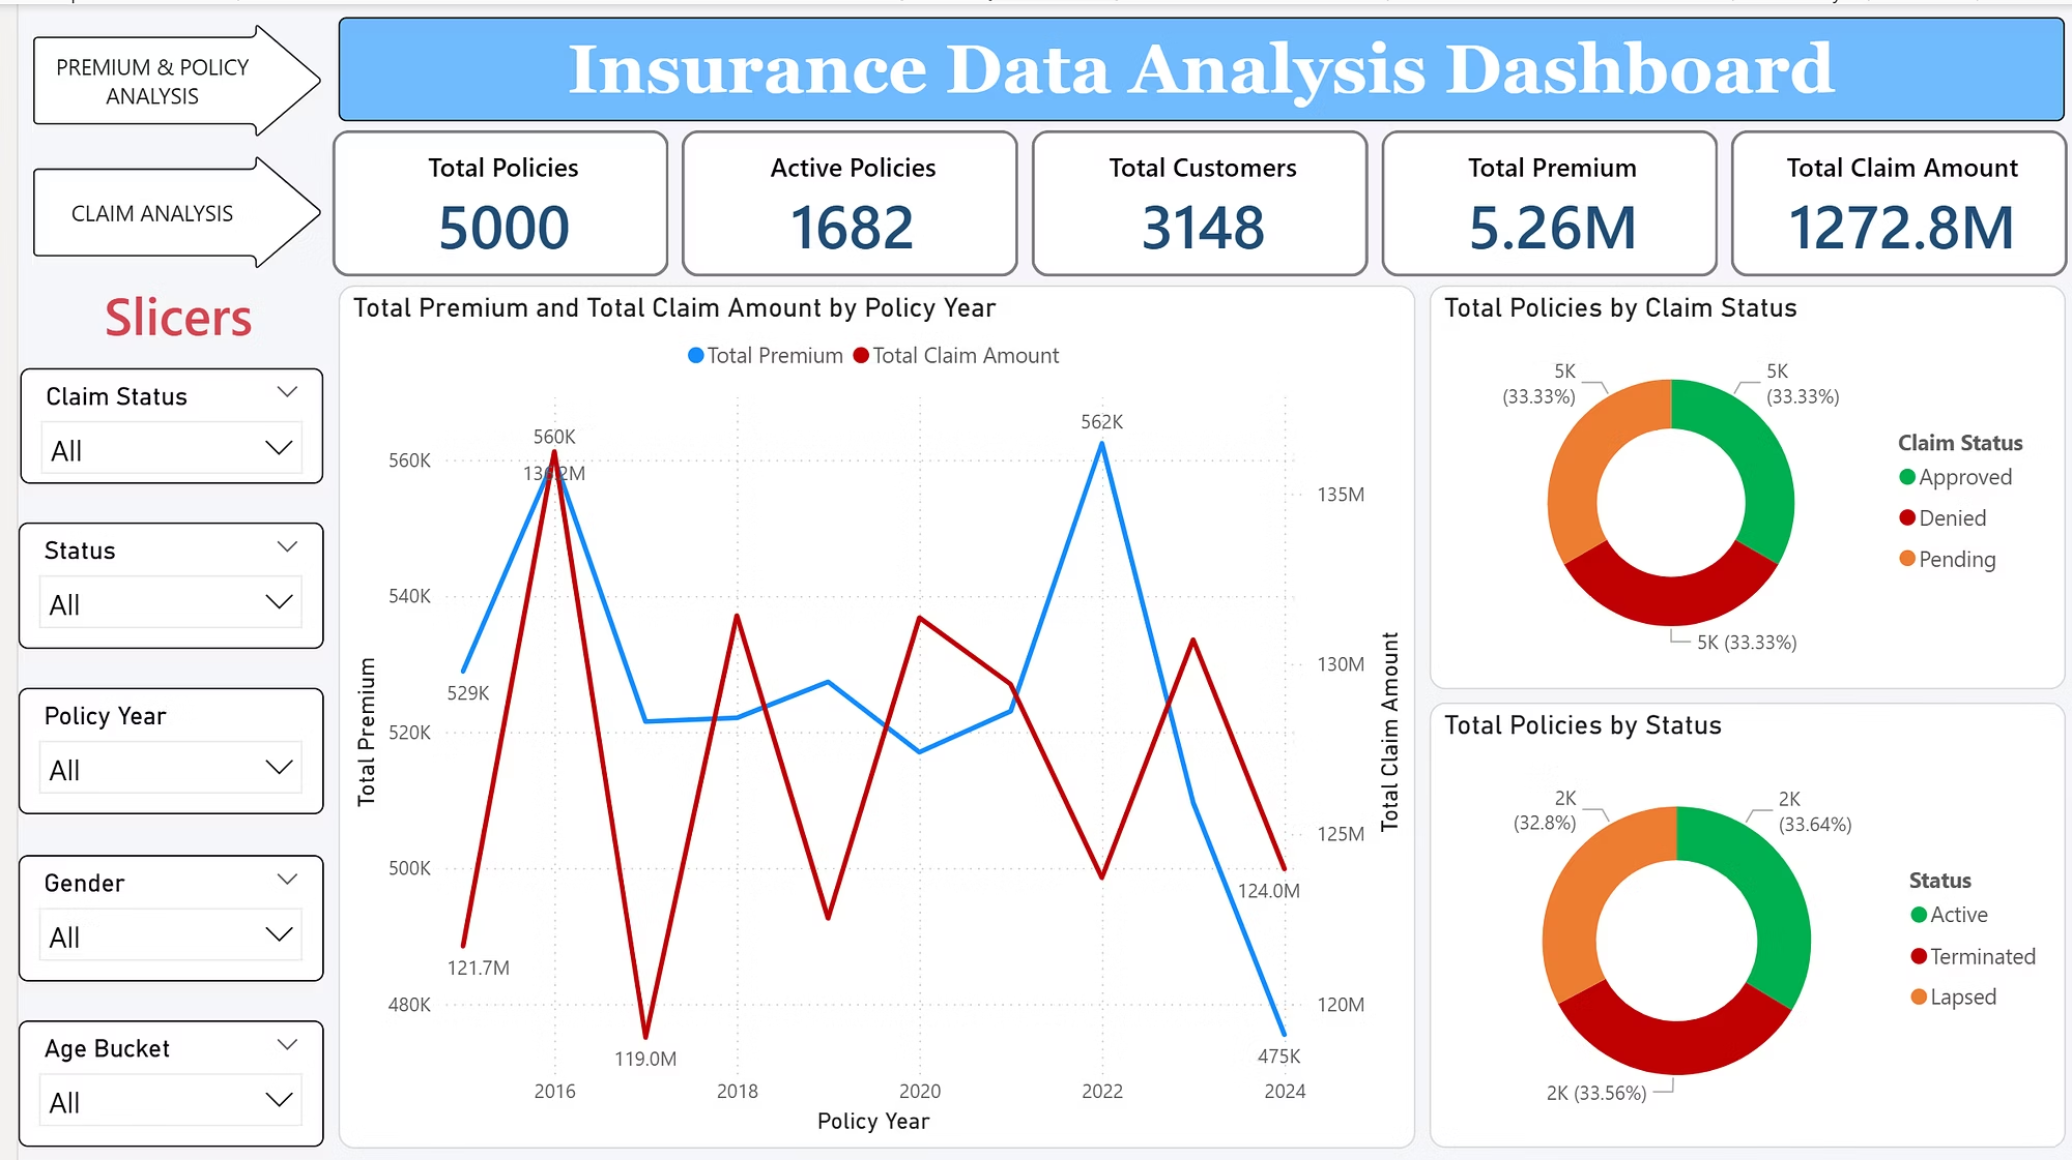 PREMIUM & POLICY
ANALYSIS
CLAIM ANALYSIS
Insurance Data Analysis Dashboard
Total Policies
5000
Active Policies
1682
Total Customers
3148
Total Premium
5.26M
Total Claim Amount
1272.8M
Slicers
Claim Status
All
Status
All
Policy Year
All
Gender
All
Age Bucket
All
Total Premium and Total Claim Amount by Policy Year
Total Premium
Total Claim Amount
560K
540K
520K
500K
480K
Total Premium
529K
560K
562K
475K
121.7M
119.0M
124.0M
135M
130M
125M
120M
Total Claim Amount
2016
2018
2020
2022
2024
Policy Year
Total Policies by Claim Status
5K
(33.33%)
5K
(33.33%)
5K (33.33%)
Claim Status
Approved
Denied
Pending
Total Policies by Status
2K
(32.8%)
2K
(33.64%)
2K (33.56%)
Status
Active
Terminated
Lapsed